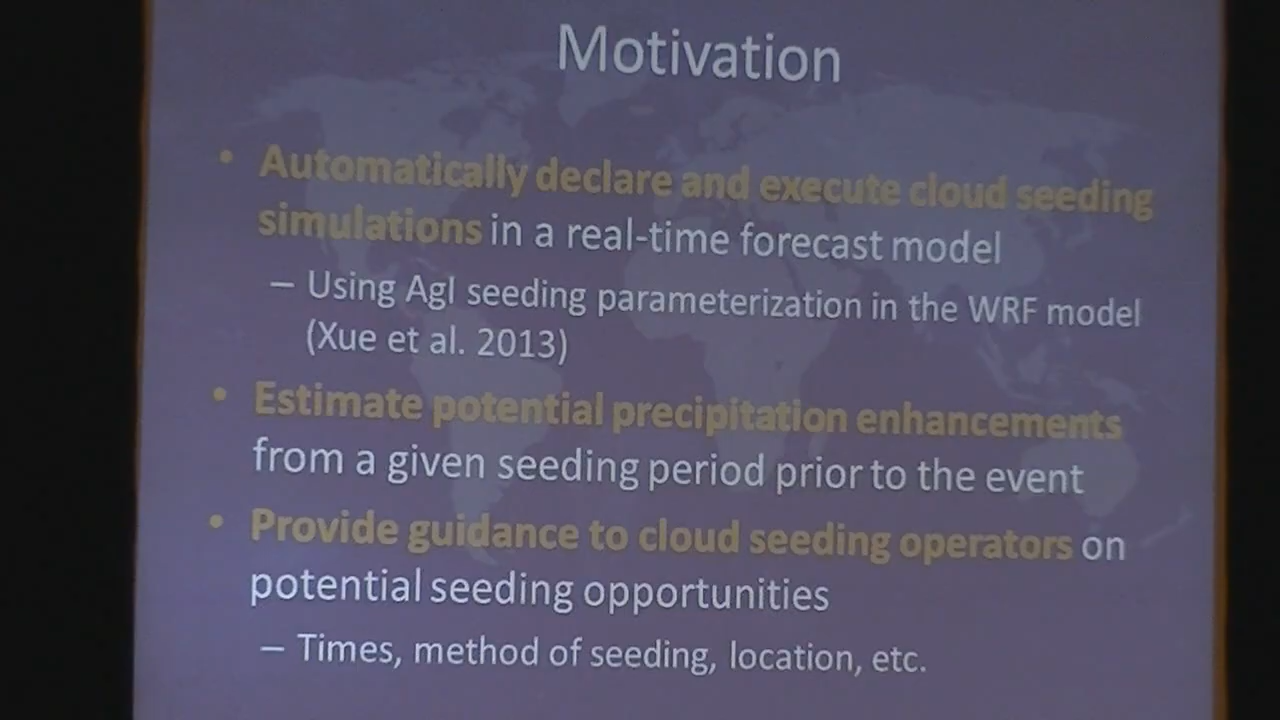 Motivation
• Automatically declare and execute cloud seeding
simulations in a real-time forecast model
– Using AgI seeding parameterization in the WRF model
(Xue et al. 2013)
• Estimate potential precipitation enhancements
from a given seeding period prior to the event
• Provide guidance to cloud seeding operators on
potential seeding opportunities
– Times, method of seeding, location, etc.